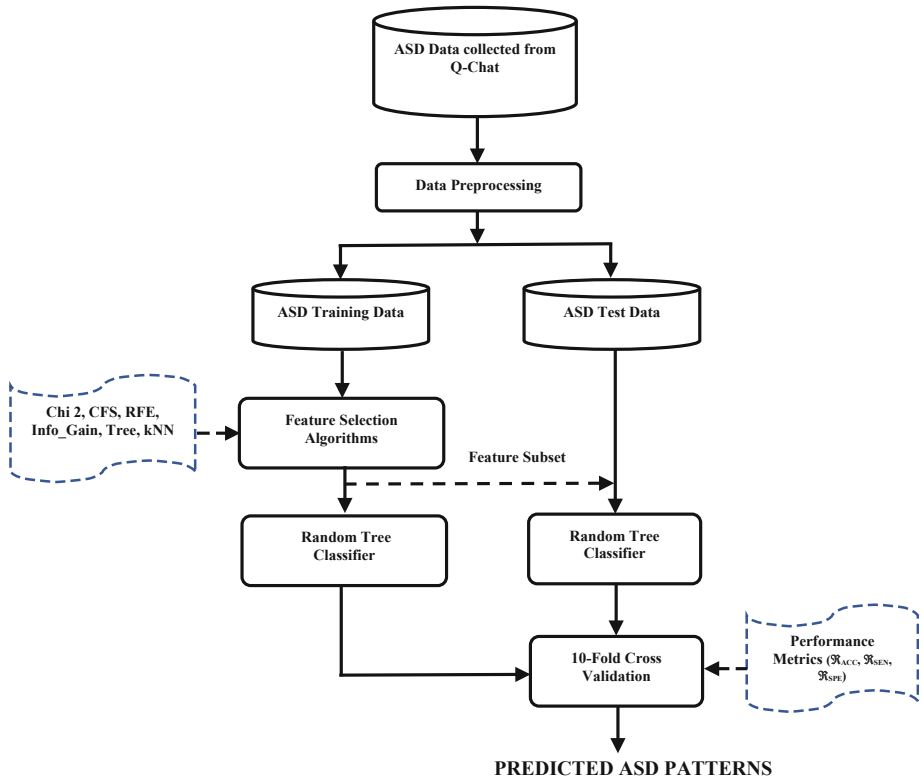 ASD Data collected from
Q-Chat
Data Preprocessing
ASD Training Data
ASD Test Data
Chi 2, CFS, RFE,
Info_Gain, Tree, kNN
Feature Selection
Algorithms
Feature Subset
Random Tree
Classifier
Random Tree
Classifier
10-Fold Cross
Validation
Performance
Metrics (ℜACC, ℜSEN,
ℜSPE)
PREDICTED ASD PATTERNS